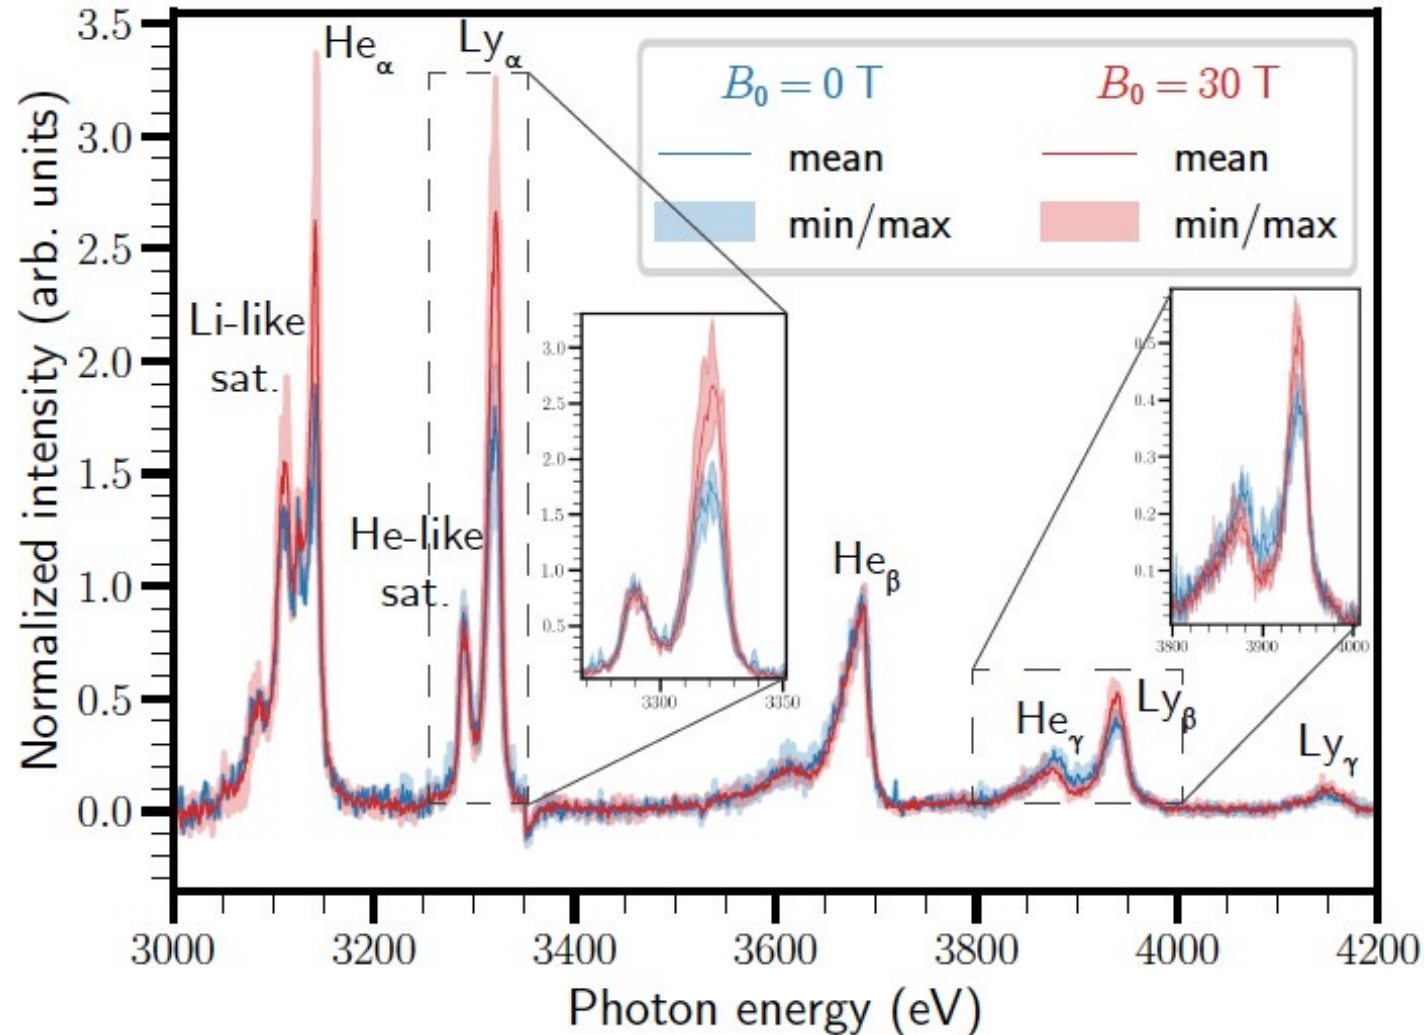 3.5
3.0
2.5
2.0
1.5
1.0
0.5
0.0
Normalized intensity (arb. units)
Heα
Lyα
Li-like
sat.
He-like
sat.
Heβ
Heγ
Lyβ
Lyγ
B₀ = 0 T
B₀ = 30 T
mean
mean
min/max
min/max
3.0
2.5
2.0
1.5
1.0
0.5
3300
3350
0.5
0.4
0.3
0.2
0.1
3800
3900
4000
3000
3200
3400
3600
3800
4000
4200
Photon energy (eV)